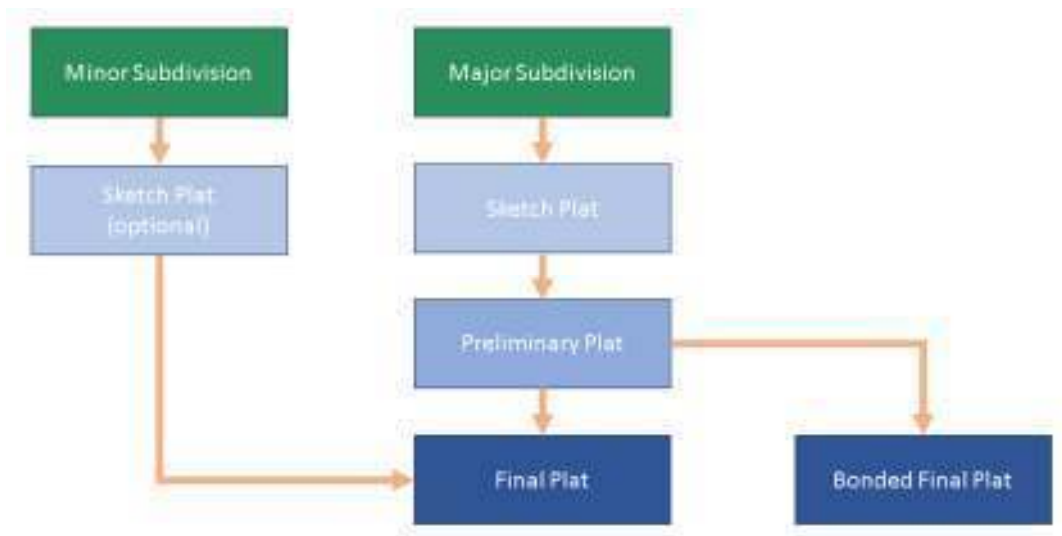 Minor Subdivision
Major Subdivision
Sketch Plat
(optional)
Sketch Plat
Preliminary Plat
Final Plat
Bonded Final Plat